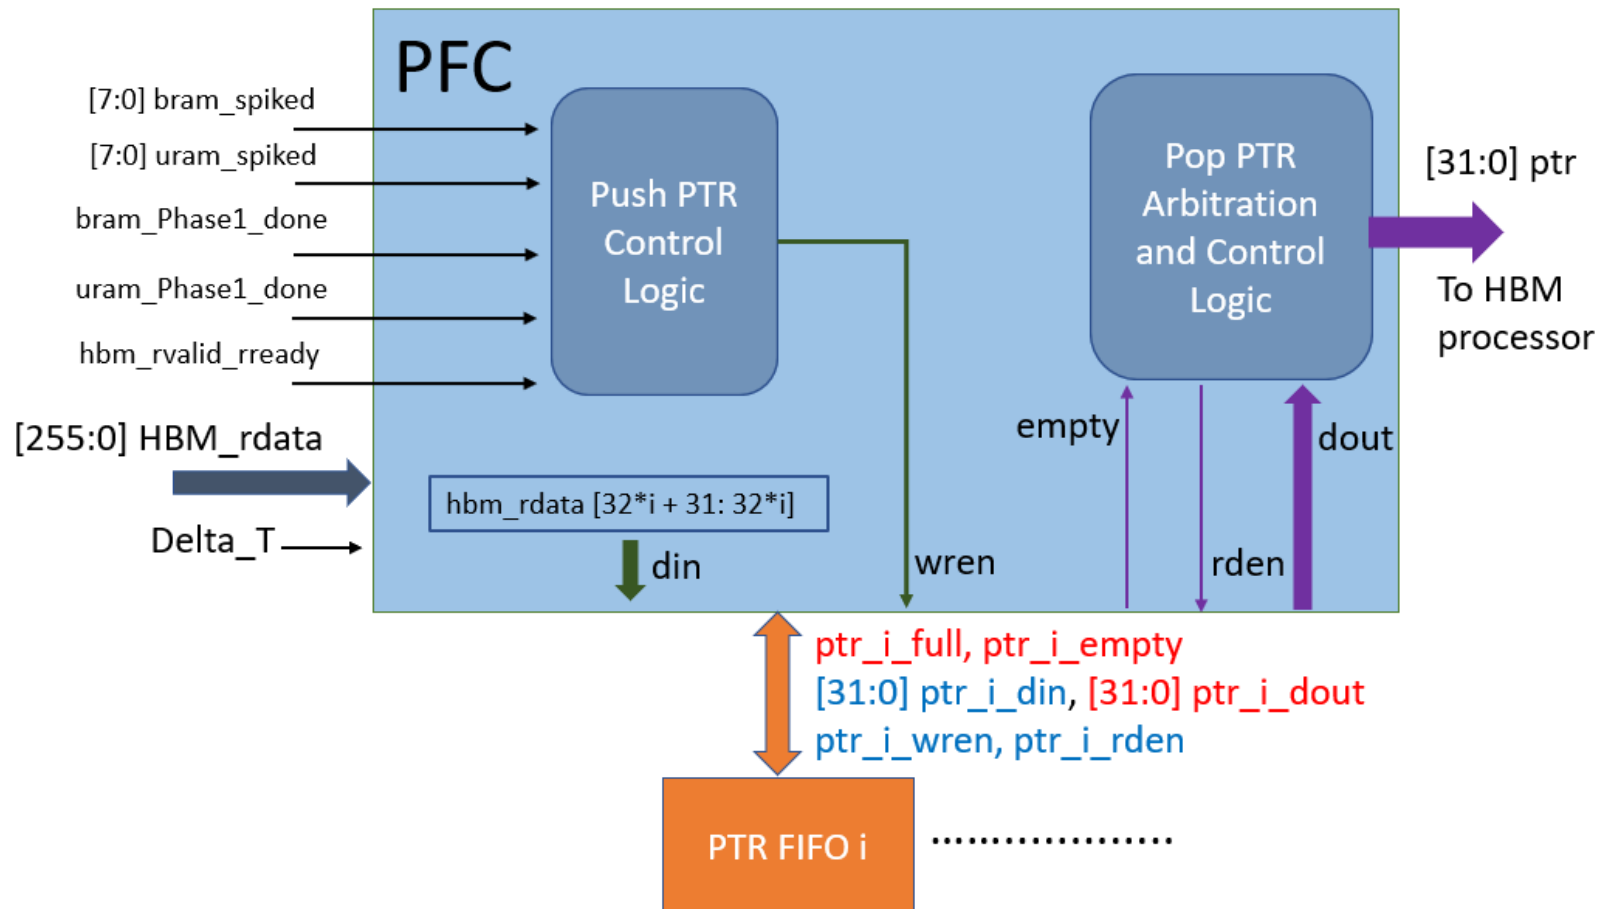 PFC
[7:0] bram_spiked
[7:0] uram_spiked
bram_Phase1_done
uram_Phase1_done
hbm_rvalid_rready
[255:0] HBM_rdata
Delta_T
Push PTR
Control
Logic
hbm_rdata [32*i + 31: 32*i]
din
wren
Pop PTR
Arbitration
and Control
Logic
empty
rden
dout
[31:0] ptr
To HBM
processor
ptr_i_full, ptr_i_empty
[31:0] ptr_i_din, [31:0] ptr_i_dout
ptr_i_wren, ptr_i_rden
PTR FIFO i
...................